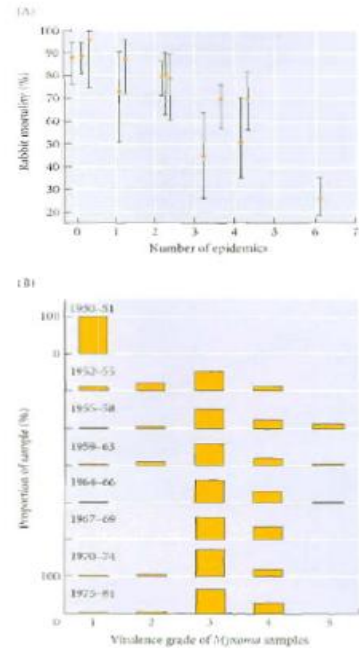 (A)
100
90
80
70
60
50
40
30
20
Rabbit mortality (%)
0 1 2 3 4 5 6 7
Number of epidemics
(B)
100
0
1950–51
1952–55
1955–58
1959–63
1964–66
1967–69
1970–74
100
1975–81
Proportion of sample (%)
1 2 3 4 5
Virulence grade of Myxoma samples